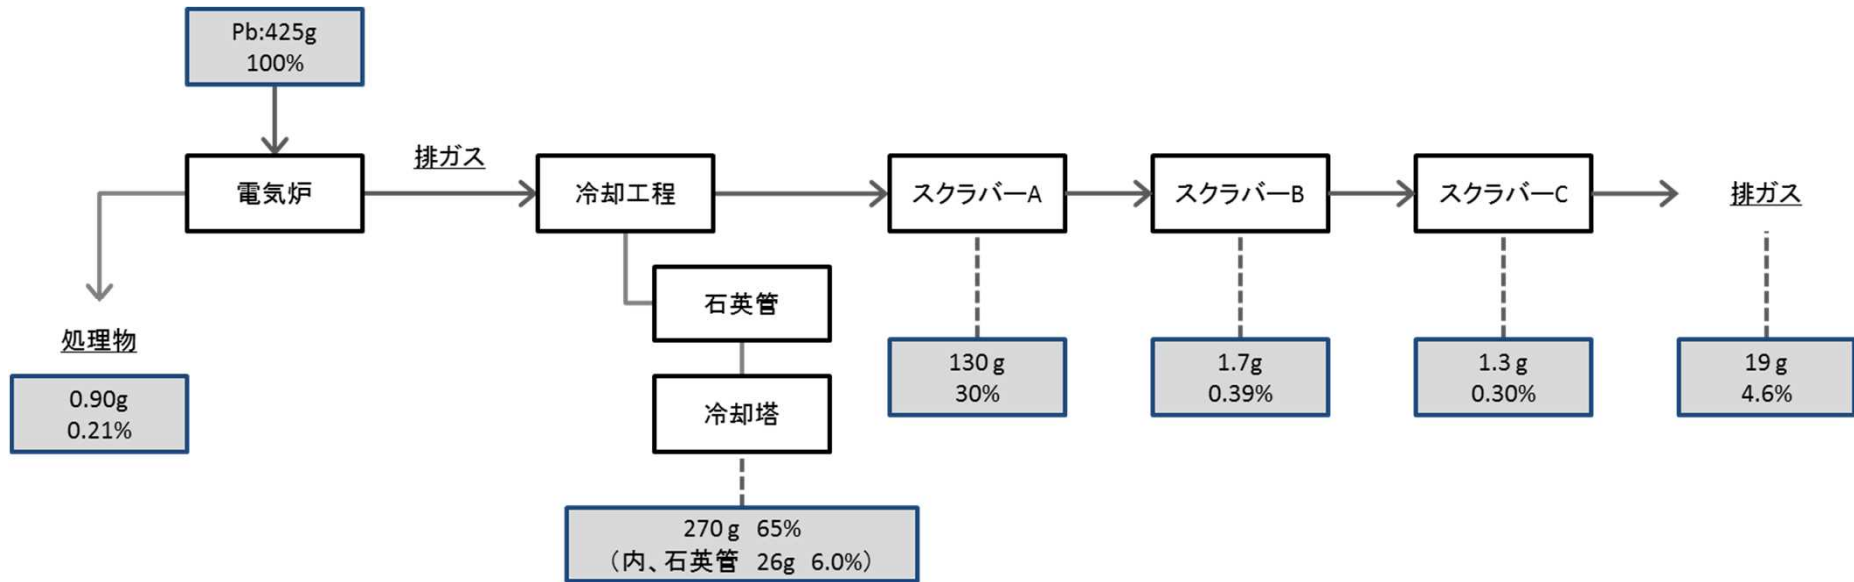 Pb:425g
100%
電気炉
排ガス
冷却工程
スクラバーA
スクラバーB
スクラバーC
排ガス
石英管
冷却塔
処理物
0.90g
0.21%
130 g
30%
1.7g
0.39%
1.3 g
0.30%
19 g
4.6%
270 g 65%
（内、石英管 26g 6.0%）